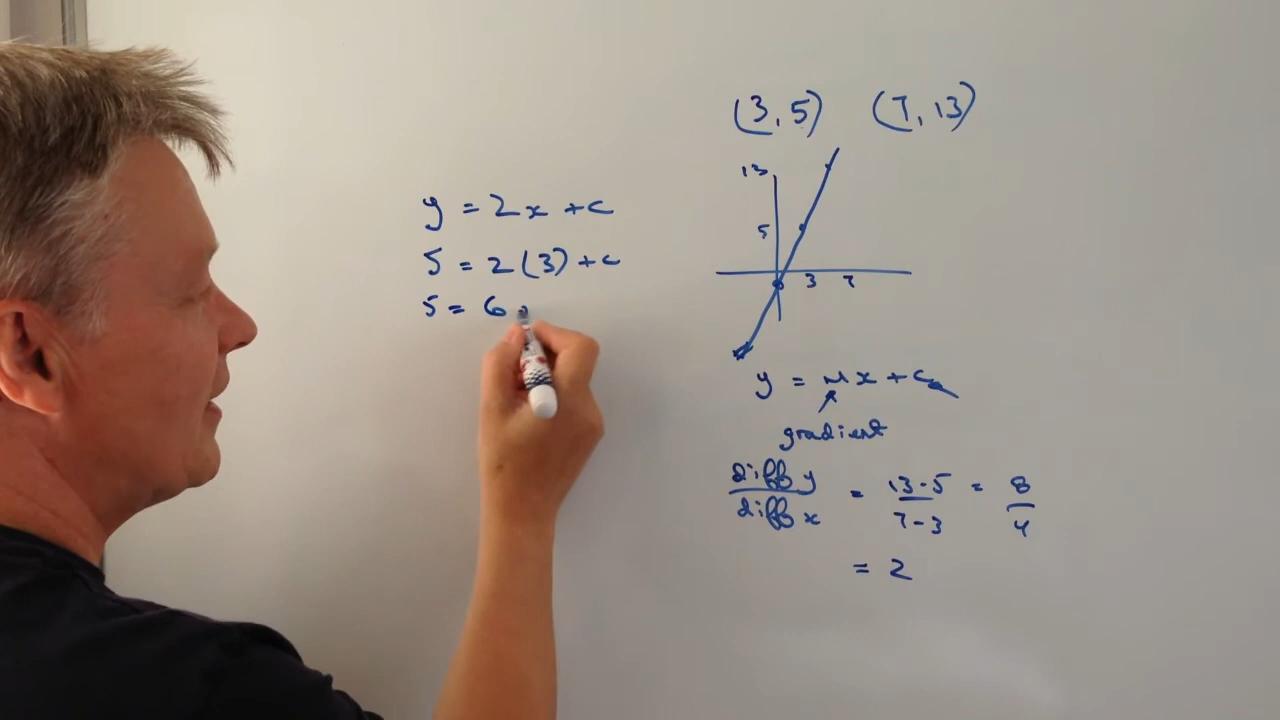 (3, 5) (7, 13)
13
5
3 7
y = 2x + c
5 = 2(3) + c
5 = 6
y = mx + c
gradient
diff y / diff x = 13-5 / 7-3 = 8 / 4
= 2